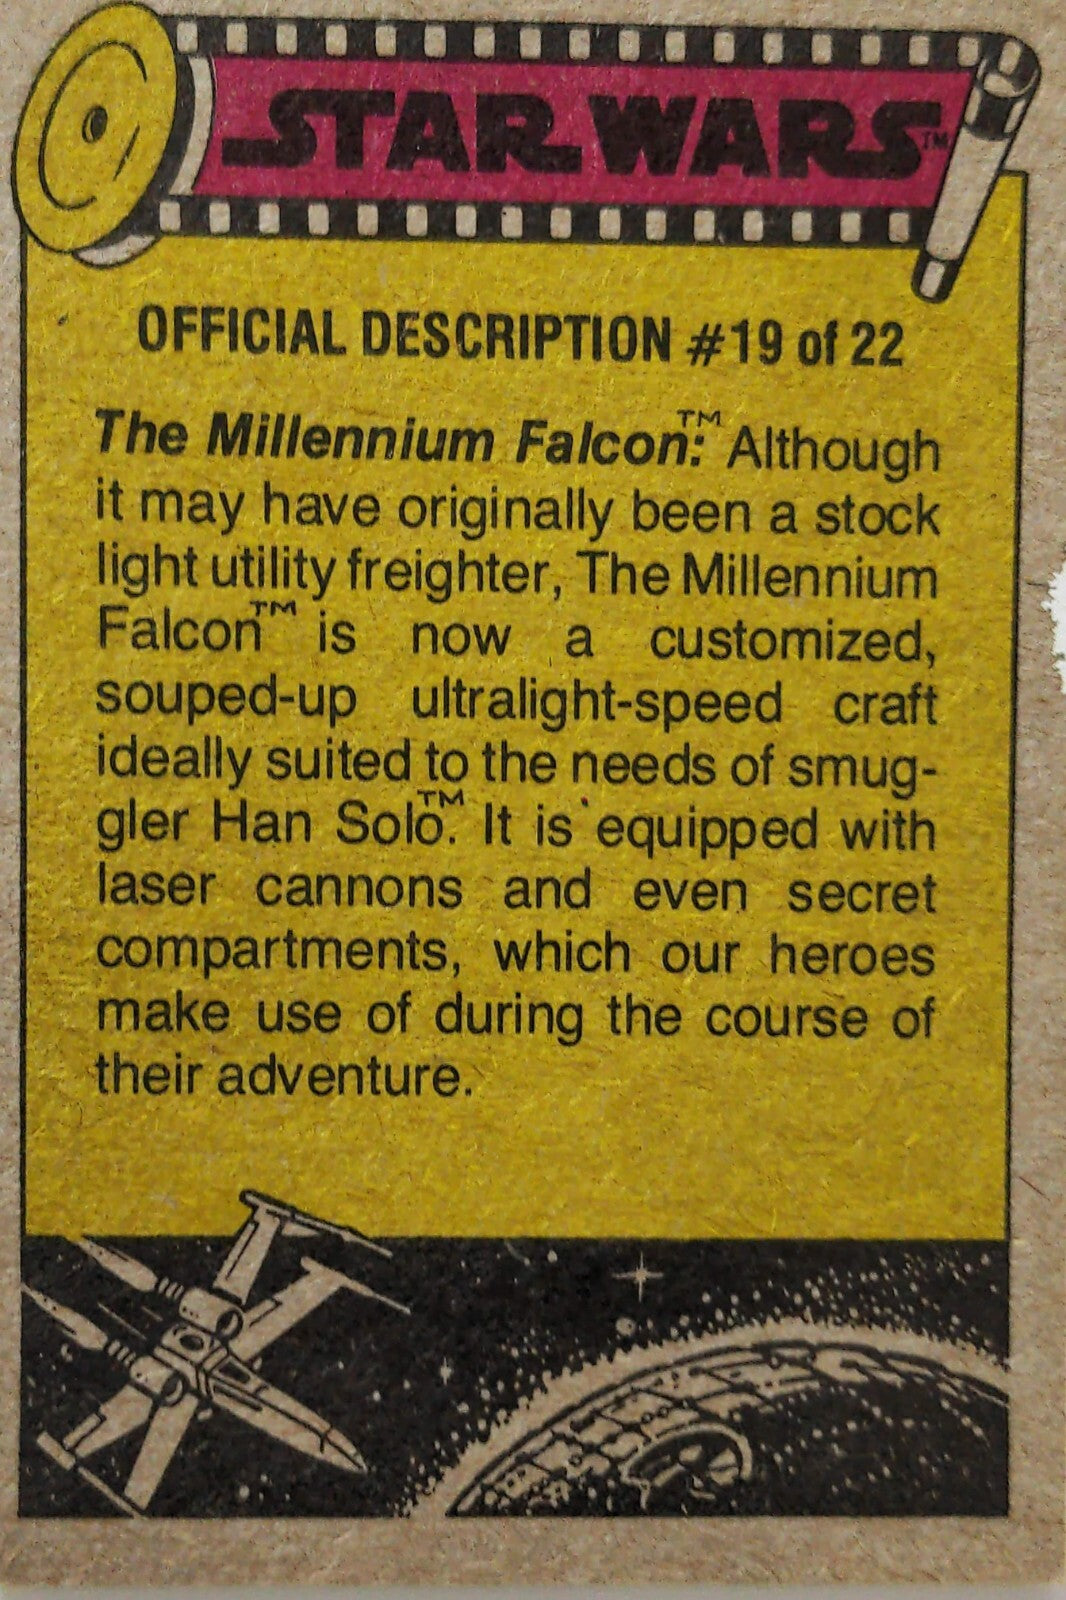 STAR WARS™
OFFICIAL DESCRIPTION #19 of 22
The Millennium Falcon:™ Although
it may have originally been a stock
light utility freighter, The Millennium
Falcon™ is now a customized,
souped-up ultralight-speed craft
ideally suited to the needs of smug-
gler Han Solo.™ It is equipped with
laser cannons and even secret
compartments, which our heroes
make use of during the course of
their adventure.